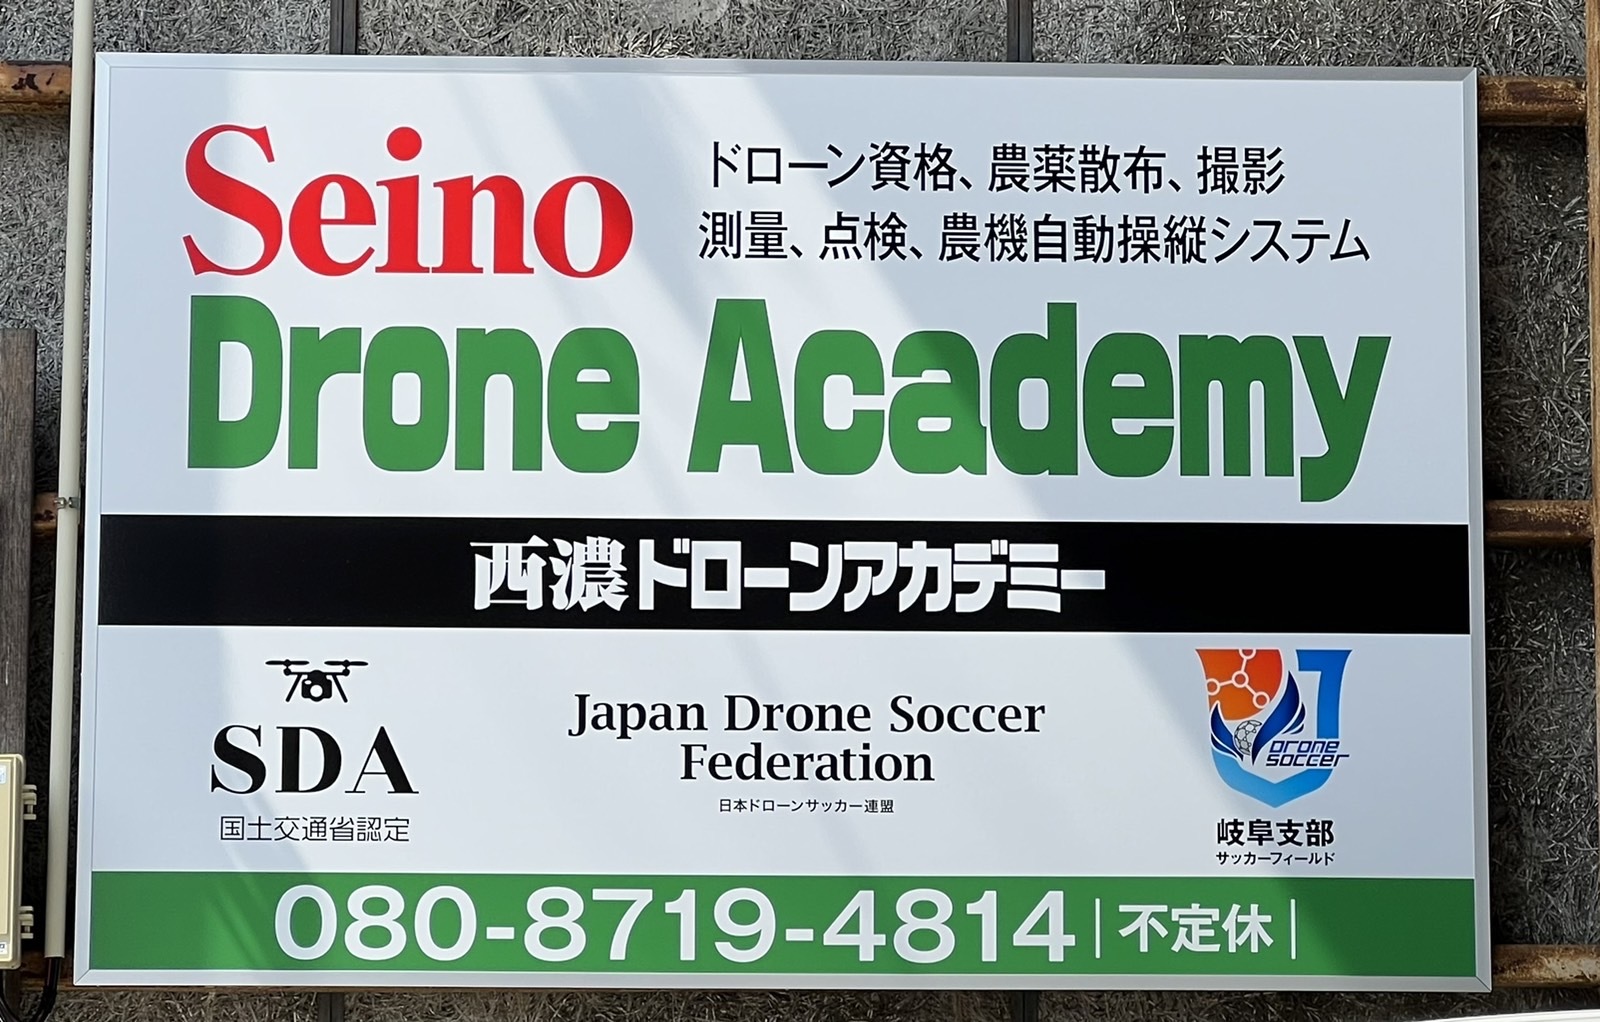 Seino
ドローン資格、農薬散布、撮影
測量、点検、農機自動操縦システム
Drone Academy
西濃ドローンアカデミー
SDA
国土交通省認定
Japan Drone Soccer
Federation
日本ドローンサッカー連盟
Drone
soccer
岐阜支部
サッカーフィールド
080-8719-4814|不定休|